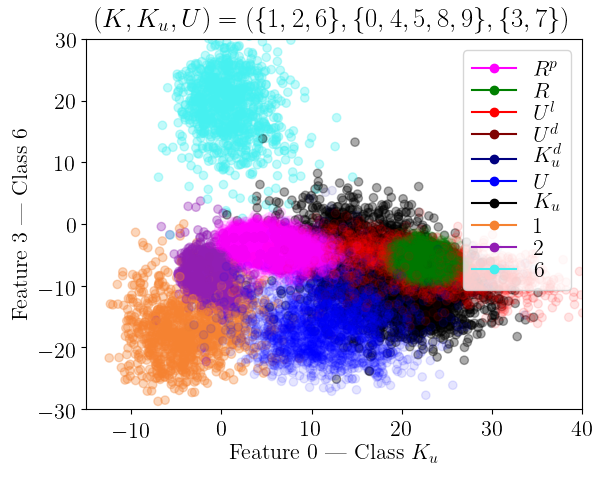 (K, K_u, U) = ({1, 2, 6}, {0, 4, 5, 8, 9}, {3, 7})
30
20
10
0
−10
−20
−30
Feature 3 — Class 6
R^p
R
U^l
U^d
K_u^d
U
K_u
1
2
6
−10 0 10 20 30 40
Feature 0 — Class K_u